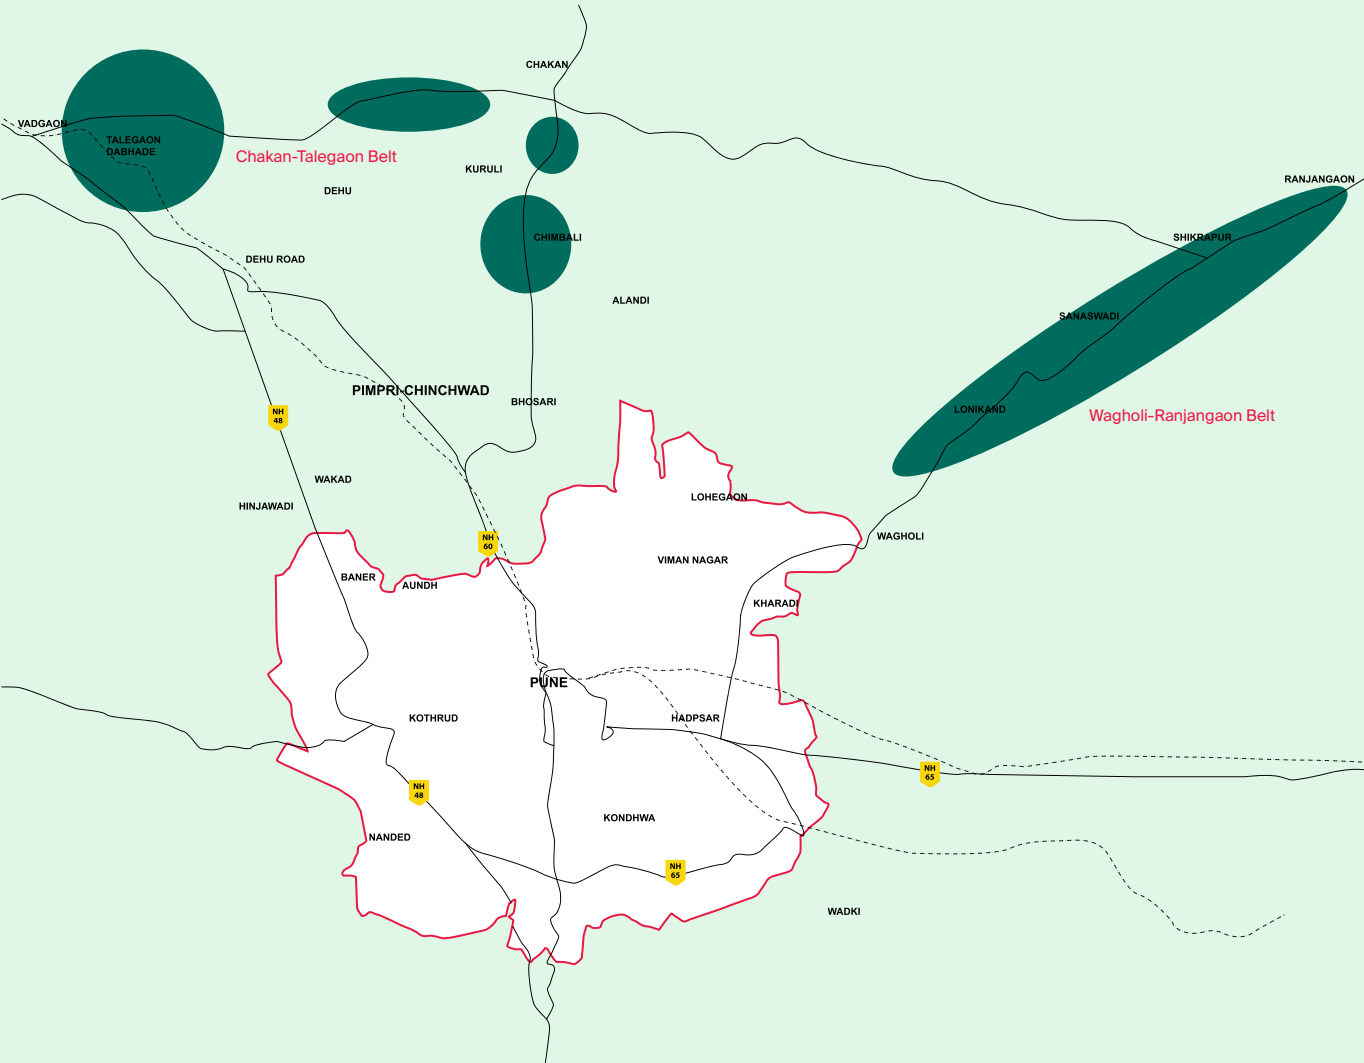 CHAKAN
VADGAON
TALEGAON
DABHADE
Chakan-Talegaon Belt
KURULI
DEHU
RANJANGAON
CHIMBALI
SHIKRAPUR
DEHU ROAD
ALANDI
SANASWADI
PIMPRI-CHINCHWAD
BHOSARI
LONIKAND
Wagholi-Ranjangaon Belt
NH
48
WAKAD
LOHEGAON
HINJAWADI
NH
60
WAGHOLI
VIMAN NAGAR
BANER
AUNDH
KHARADI
PUNE
KOTHRUD
HADPSAR
NH
65
NH
48
KONDHWA
NANDED
NH
65
WADKI